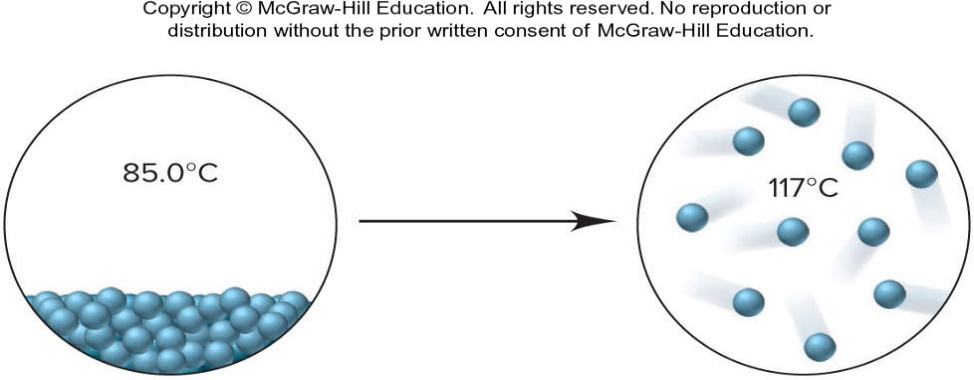 Copyright © McGraw-Hill Education. All rights reserved. No reproduction or
distribution without the prior written consent of McGraw-Hill Education.
85.0°C
117°C